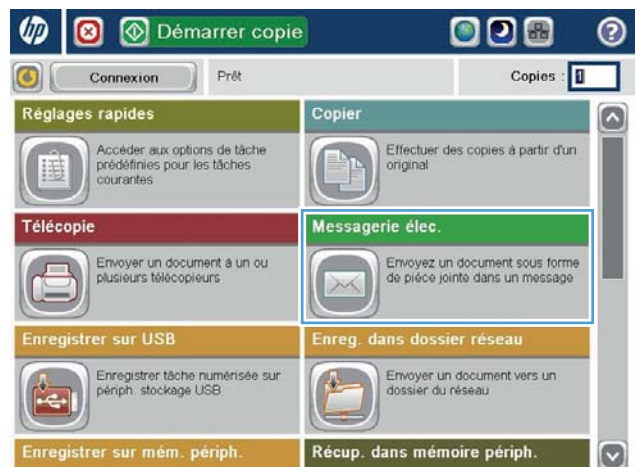 hp
Démarrer copie
?
Connexion
Prêt
Copies : 1
Réglages rapides
Accéder aux options de tâche
prédéfinies pour les tâches
courantes
Copier
Effectuer des copies à partir d'un
original
Télécopie
Envoyer un document à un ou
plusieurs télécopieurs
Messagerie élec.
Envoyez un document sous forme
de pièce jointe dans un message
Enregistrer sur USB
Enregistrer tâche numérisée sur
périph. stockage USB
Enreg. dans dossier réseau
Envoyer un document vers un
dossier du réseau
Enregistrer sur mém. périph.
Récup. dans mémoire périph.